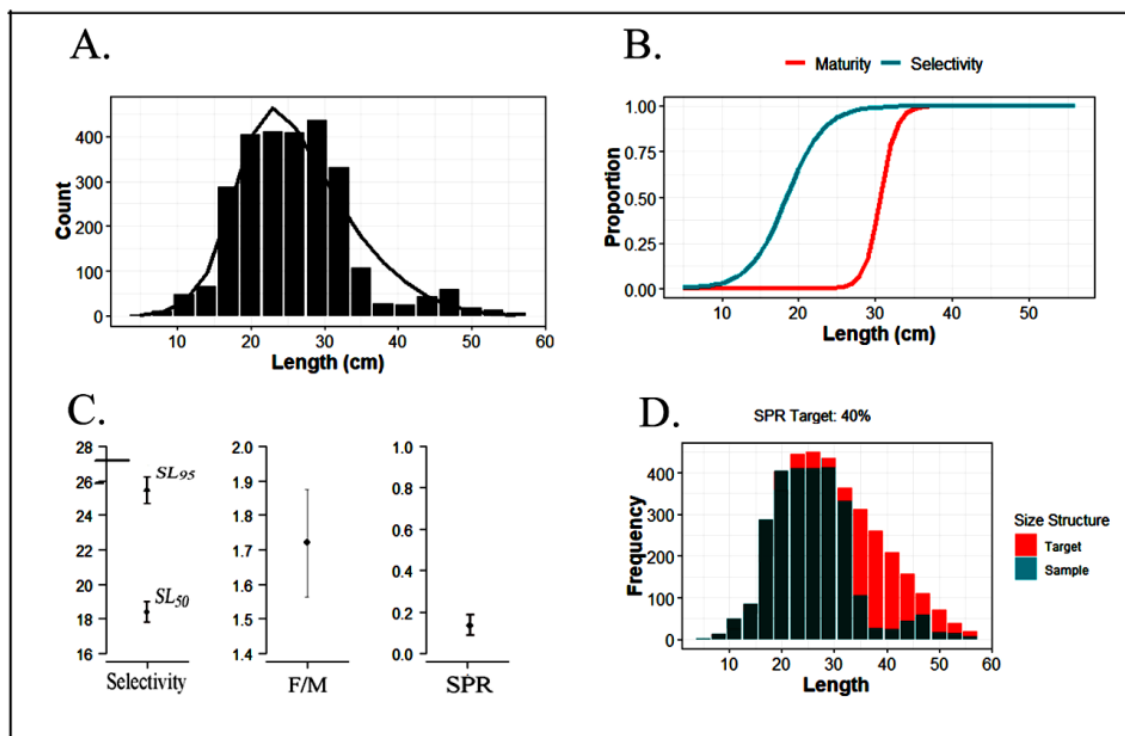 A.
400
300
200
100
0
Count
10 20 30 40 50 60
Length (cm)
B.
Maturity Selectivity
1.00
0.75
0.50
0.25
0.00
Proportion
10 20 30 40 50
Length (cm)
C.
28
26
24
22
20
18
16
SL95
SL50
Selectivity
2.0
1.9
1.8
1.7
1.6
1.5
1.4
F/M
1.0
0.8
0.6
0.4
0.2
0.0
SPR
D.
SPR Target: 40%
400
300
200
100
0
Frequency
10 20 30 40 50 60
Length
Size Structure
Target
Sample